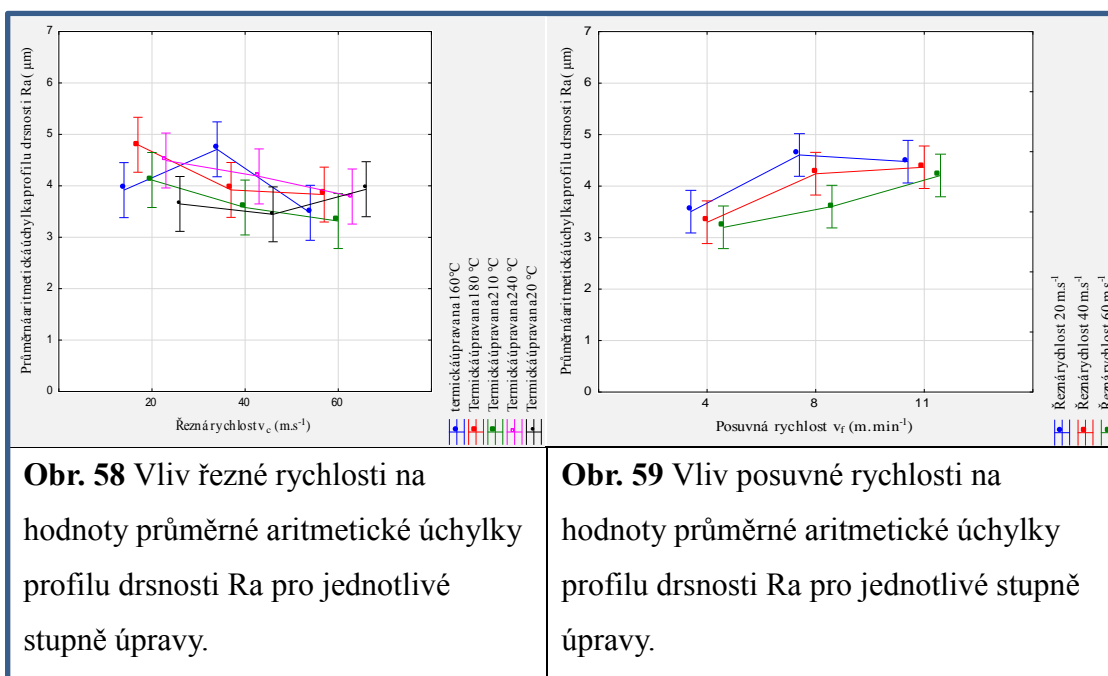 7
6
5
4
3
2
1
0
Průměrná aritmetická úchylka profilu drsnosti Ra ( μm)
20
40
60
Řezná rychlost v_c (m.s⁻¹)
termická úprava na 160 °C
Termická úprava na 180 °C
Termická úprava na 210 °C
Termická úprava na 240 °C
Termická úprava na 20 °C
7
6
5
4
3
2
1
0
Průměrná aritmetická úchylka profilu drsnosti Ra ( μm)
4
8
11
Posuvná rychlost v_f (m. min⁻¹)
Řezná rychlost 20 m.s⁻¹
Řezná rychlost 40 m.s⁻¹
Řezná rychlost 60 m.s⁻¹
Obr. 58 Vliv řezné rychlosti na
hodnoty průměrné aritmetické úchylky
profilu drsnosti Ra pro jednotlivé
stupně úpravy.
Obr. 59 Vliv posuvné rychlosti na
hodnoty průměrné aritmetické úchylky
profilu drsnosti Ra pro jednotlivé stupně
úpravy.